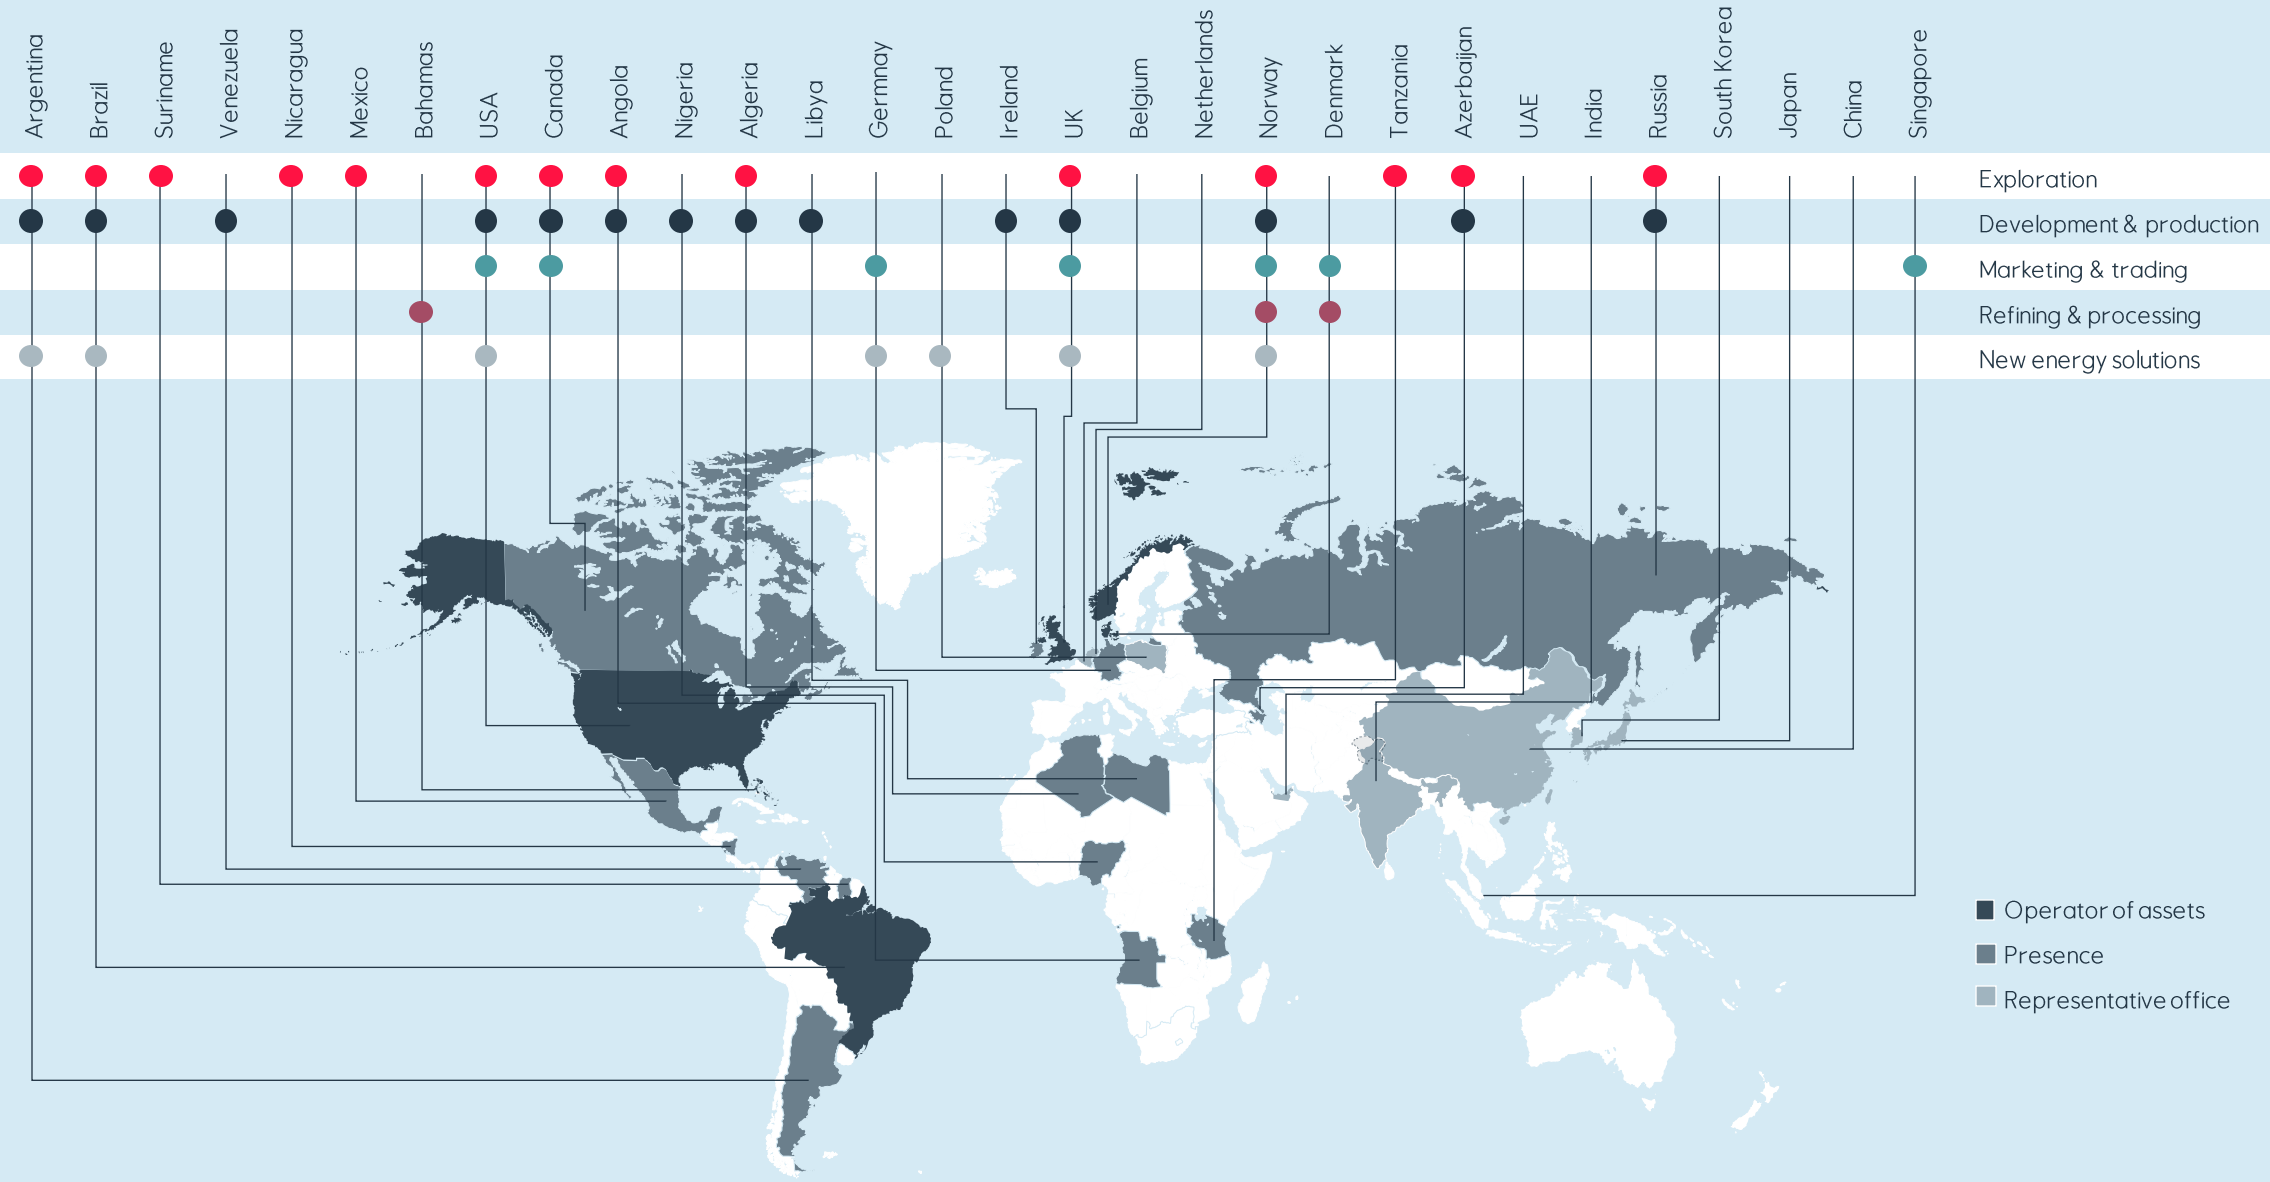 Argentina
Brazil
Suriname
Venezuela
Nicaragua
Mexico
Bahamas
USA
Canada
Angola
Nigeria
Algeria
Libya
Germnay
Poland
Ireland
UK
Belgium
Netherlands
Norway
Denmark
Tanzania
Azerbaijan
UAE
India
Russia
South Korea
Japan
China
Singapore
Exploration
Development & production
Marketing & trading
Refining & processing
New energy solutions
Operator of assets
Presence
Representative office